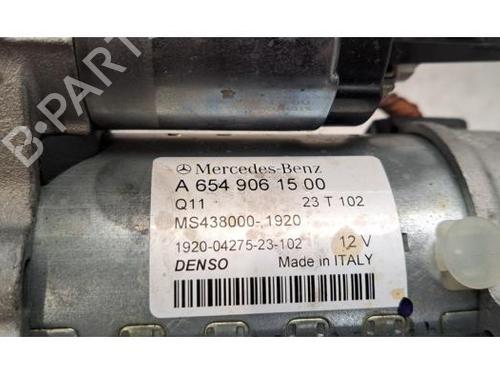 B-PARTS
Mercedes-Benz
A 654 906 15 00
Q11 23 T 102
MS438000- 1920
1920-04275-23-102 12 V
DENSO Made in ITALY